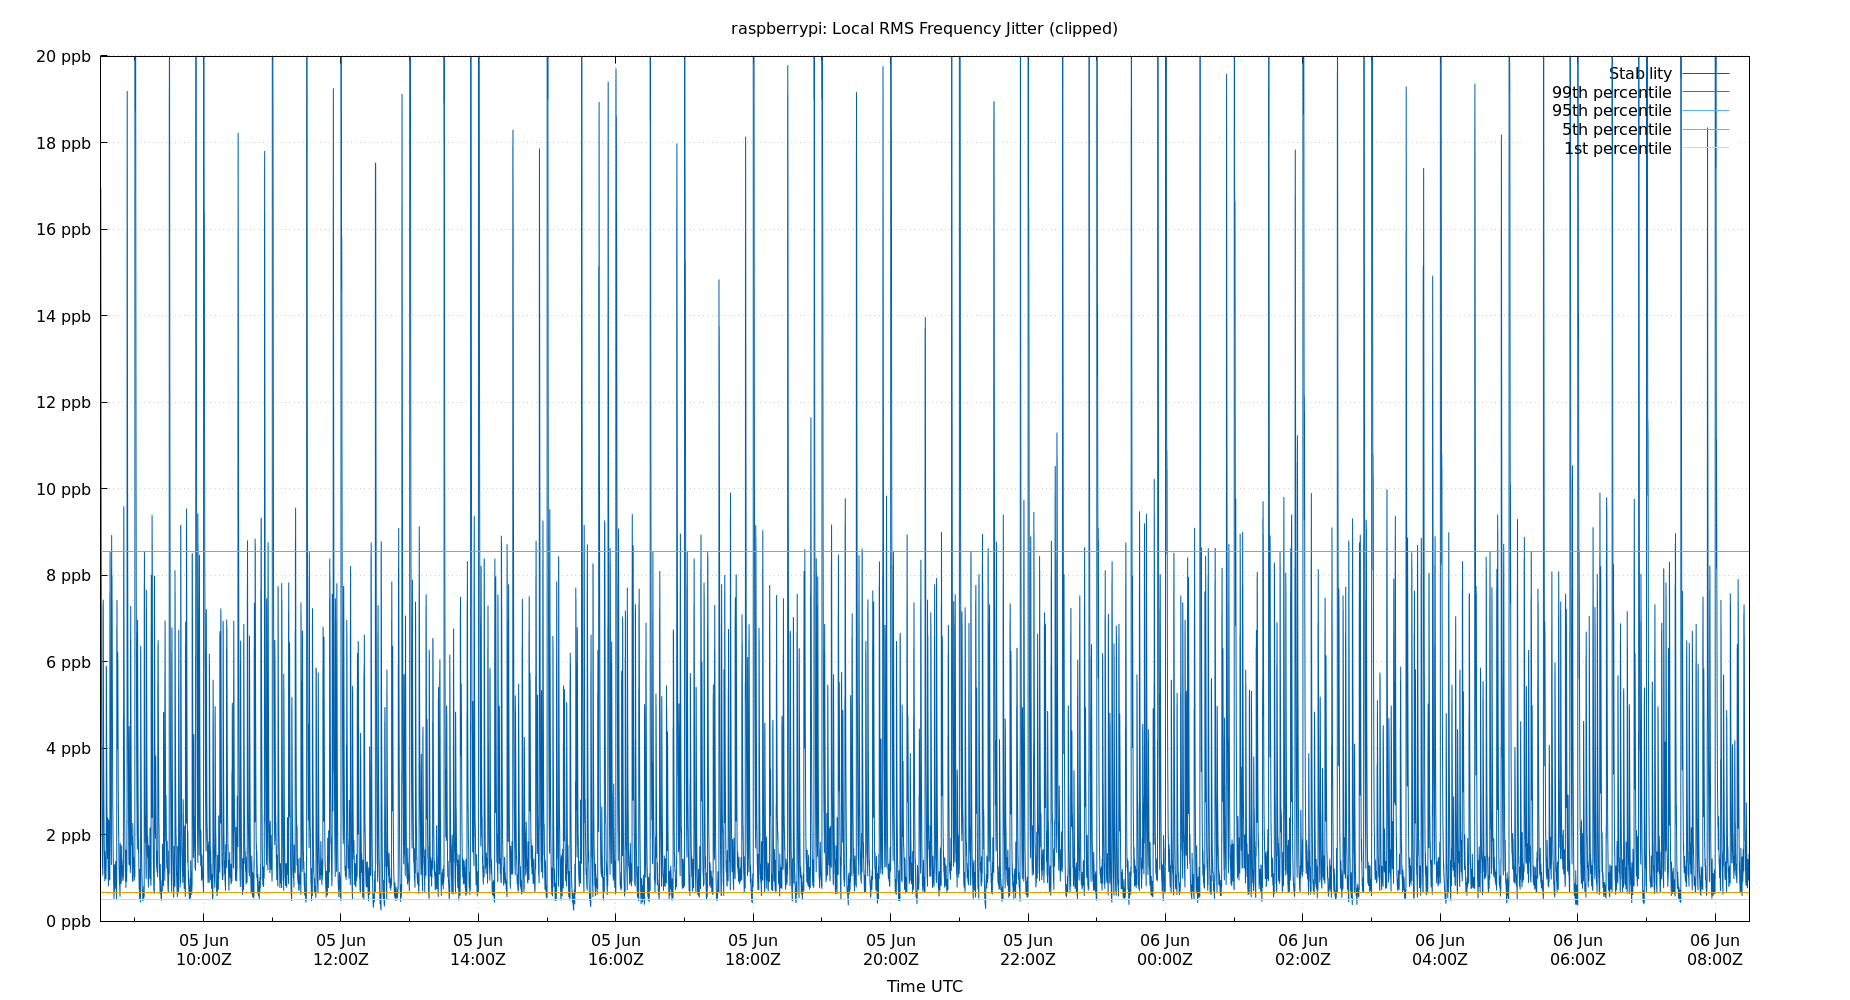 raspberrypi: Local RMS Frequency Jitter (clipped)
20 ppb
18 ppb
16 ppb
14 ppb
12 ppb
10 ppb
8 ppb
6 ppb
4 ppb
2 ppb
0 ppb
Stability
99th percentile
95th percentile
5th percentile
1st percentile
05 Jun 05 Jun 05 Jun 05 Jun 05 Jun 05 Jun 05 Jun 06 Jun 06 Jun 06 Jun 06 Jun 06 Jun
10:00Z 12:00Z 14:00Z 16:00Z 18:00Z 20:00Z 22:00Z 00:00Z 02:00Z 04:00Z 06:00Z 08:00Z
Time UTC